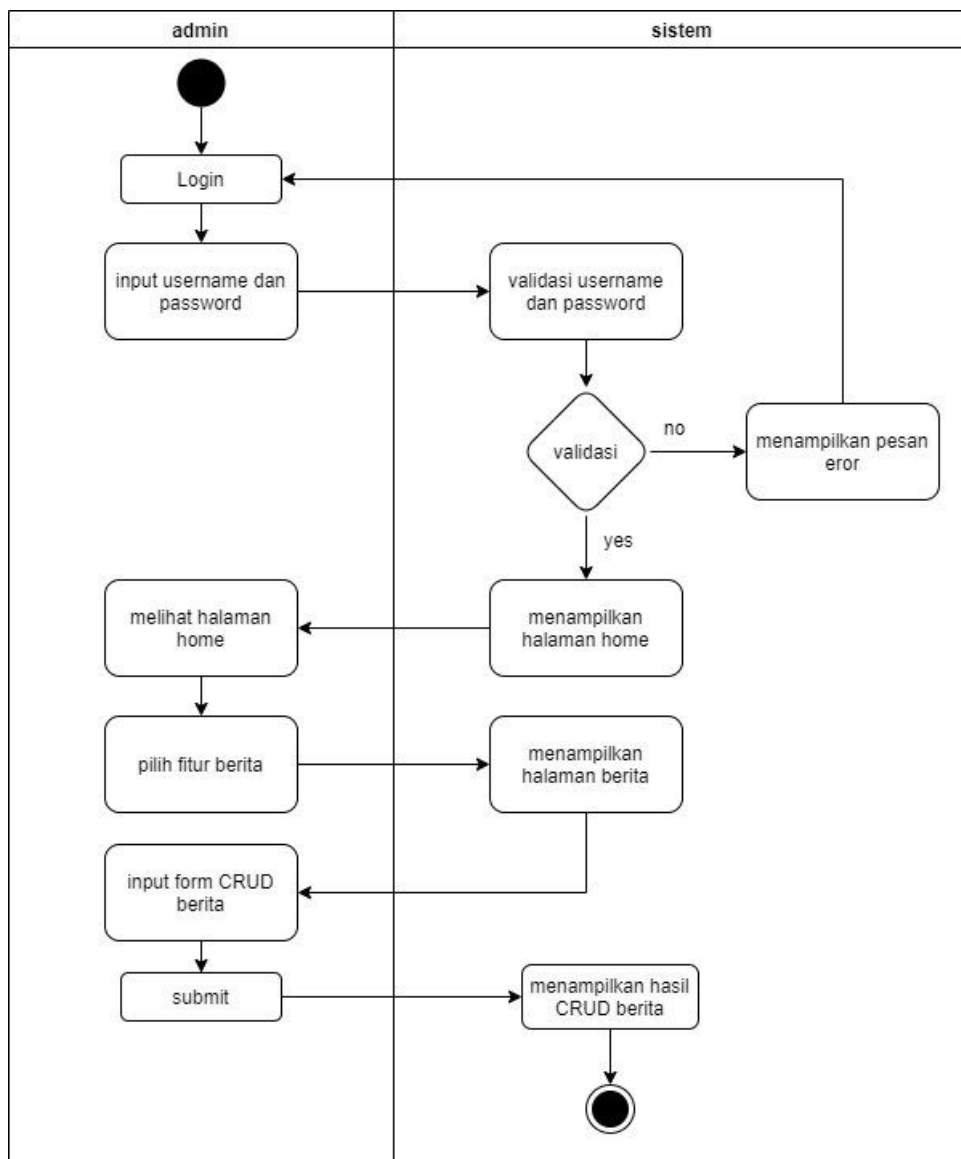 admin
sistem
Login
input username dan
password
validasi username
dan password
validasi
no
menampilkan pesan
eror
yes
melihat halaman
home
menampilkan
halaman home
pilih fitur berita
menampilkan
halaman berita
input form CRUD
berita
submit
menampilkan hasil
CRUD berita